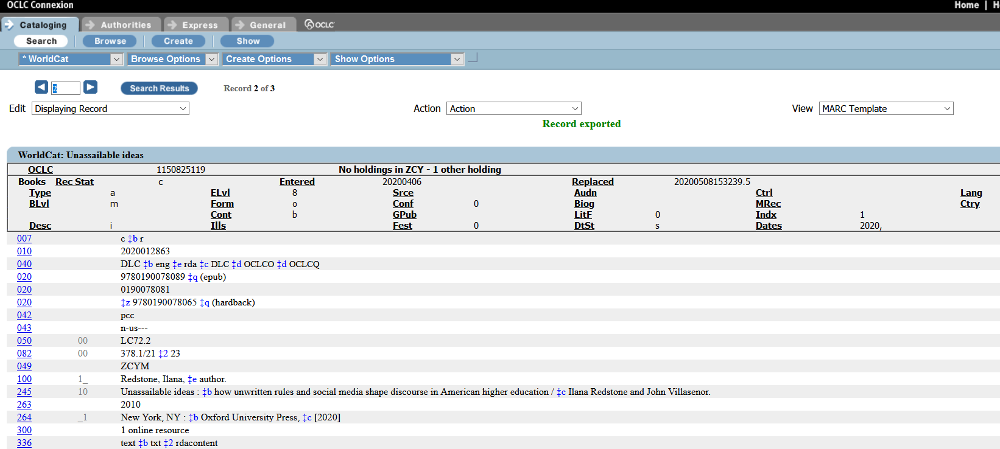 OCLC Connexion Home | H
Cataloging Authorities Express General OCLC
Search Browse Create Show
* WorldCat Browse Options Create Options Show Options
2 Search Results Record 2 of 3
Edit Displaying Record Action Action View MARC Template
Record exported
WorldCat: Unassailable ideas
OCLC 1150825119 No holdings in ZCY - 1 other holding
Books Rec Stat c Entered 20200406 Replaced 20200508153239.5
Type a ELvl 8 Srce Audn Ctrl Lang
BLvl m Form o Conf 0 Biog MRec Ctry
Cont b GPub LitF 0 Indx 1
Desc i Ills Fest 0 DtSt s Dates 2020,
007 c ‡b r
010 2020012863
040 DLC ‡b eng ‡e rda ‡c DLC ‡d OCLCO ‡d OCLCQ
020 9780190078089 ‡q (epub)
020 0190078081
020 ‡z 9780190078065 ‡q (hardback)
042 pcc
043 n-us---
050 00 LC72.2
082 00 378.1/21 ‡2 23
049 ZCYM
100 1_ Redstone, Ilana, ‡e author.
245 10 Unassailable ideas : ‡b how unwritten rules and social media shape discourse in American higher education / ‡c Ilana Redstone and John Villasenor.
263 2010
264 _1 New York, NY : ‡b Oxford University Press, ‡c [2020]
300 1 online resource
336 text ‡b txt ‡2 rdacontent